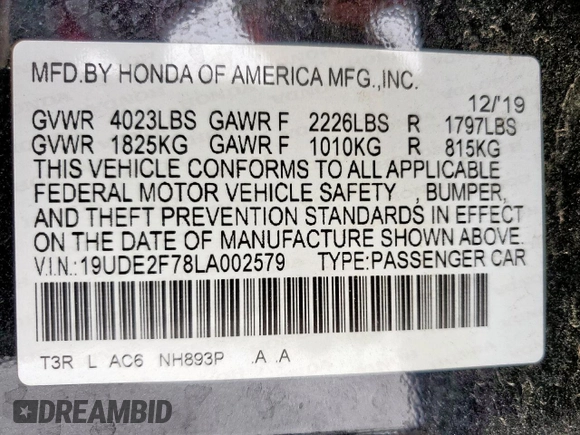 MFD.BY HONDA OF AMERICA MFG.,INC.
12/'19
GVWR 4023LBS GAWR F 2226LBS R 1797LBS
GVWR 1825KG GAWR F 1010KG R 815KG
THIS VEHICLE CONFORMS TO ALL APPLICABLE
FEDERAL MOTOR VEHICLE SAFETY , BUMPER,
AND THEFT PREVENTION STANDARDS IN EFFECT
ON THE DATE OF MANUFACTURE SHOWN ABOVE.
V.I.N.:19UDE2F78LA002579 TYPE:PASSENGER CAR
T3R L AC6 NH893P .A .A
DREAMBID